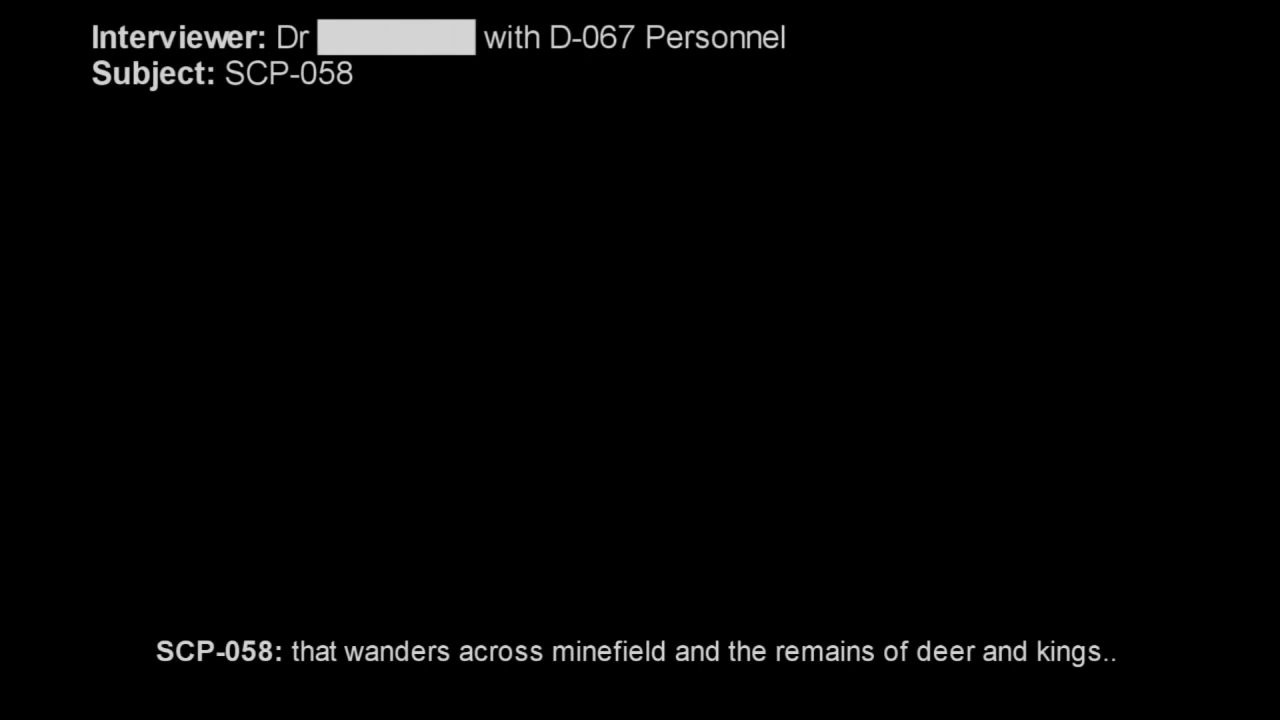 Interviewer: Dr with D-067 Personnel
Subject: SCP-058
SCP-058: that wanders across minefield and the remains of deer and kings..